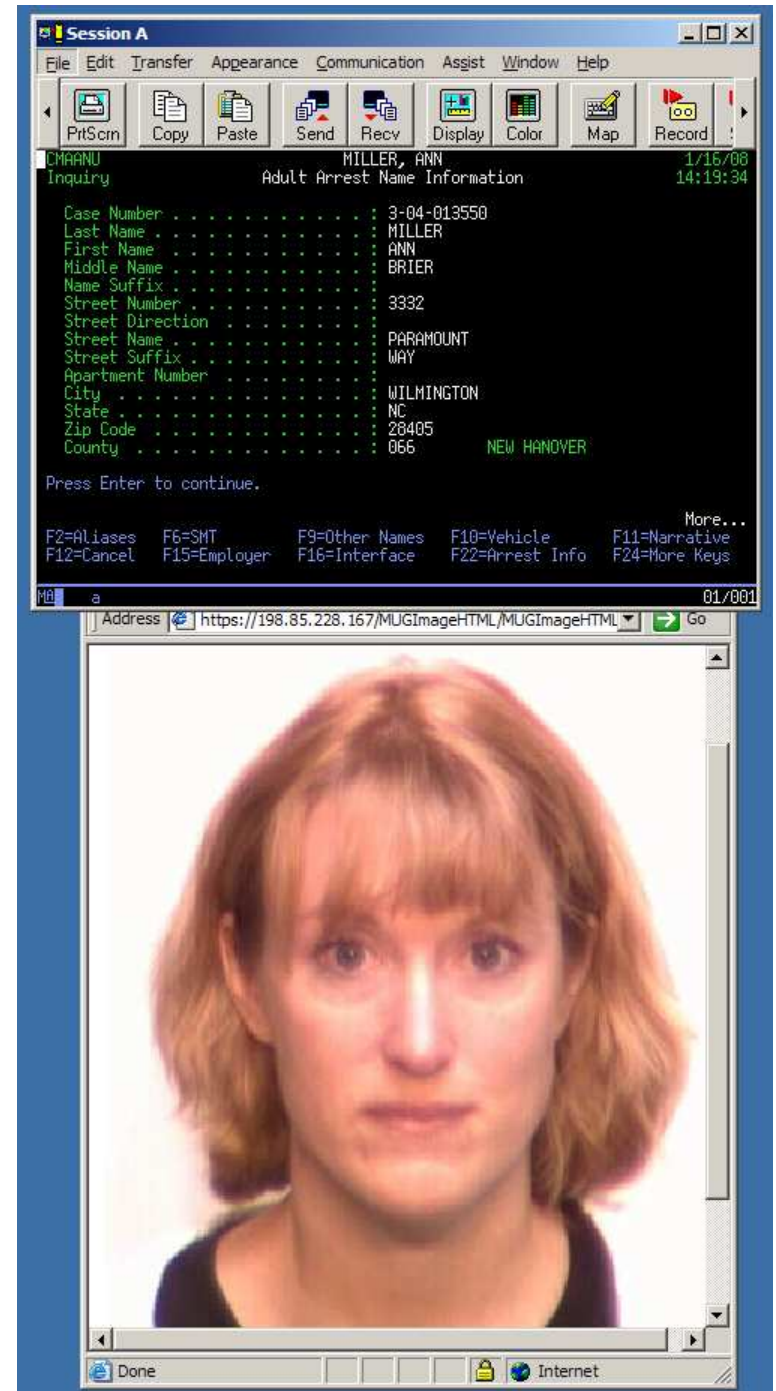 Session A
File Edit Transfer Appearance Communication Assist Window Help
PrtScrn Copy Paste Send Recv Display Color Map Record
CMAANU MILLER, ANN 1/16/08
Inquiry Adult Arrest Name Information 14:19:34
Case Number . . . . . . . . . . . . : 3-04-013550
Last Name . . . . . . . . . . . . . : MILLER
First Name . . . . . . . . . . . . : ANN
Middle Name . . . . . . . . . . . . : BRIER
Name Suffix . . . . . . . . . . . . :
Street Number . . . . . . . . . . . : 3332
Street Direction . . . . . . . . . :
Street Name . . . . . . . . . . . . : PARAMOUNT
Street Suffix . . . . . . . . . . . : WAY
Apartment Number . . . . . . . . . :
City . . . . . . . . . . . . . . . : WILMINGTON
State . . . . . . . . . . . . . . . : NC
Zip Code . . . . . . . . . . . . . : 28405
County . . . . . . . . . . . . . . : 066 NEW HANOVER
Press Enter to continue.
More...
F2=Aliases F6=SMT F9=Other Names F10=Vehicle F11=Narrative
F12=Cancel F15=Employer F16=Interface F22=Arrest Info F24=More Keys
MA a 01/001
Address https://198.85.228.167/MUGImageHTML/MUGImageHTML Go
Done Internet